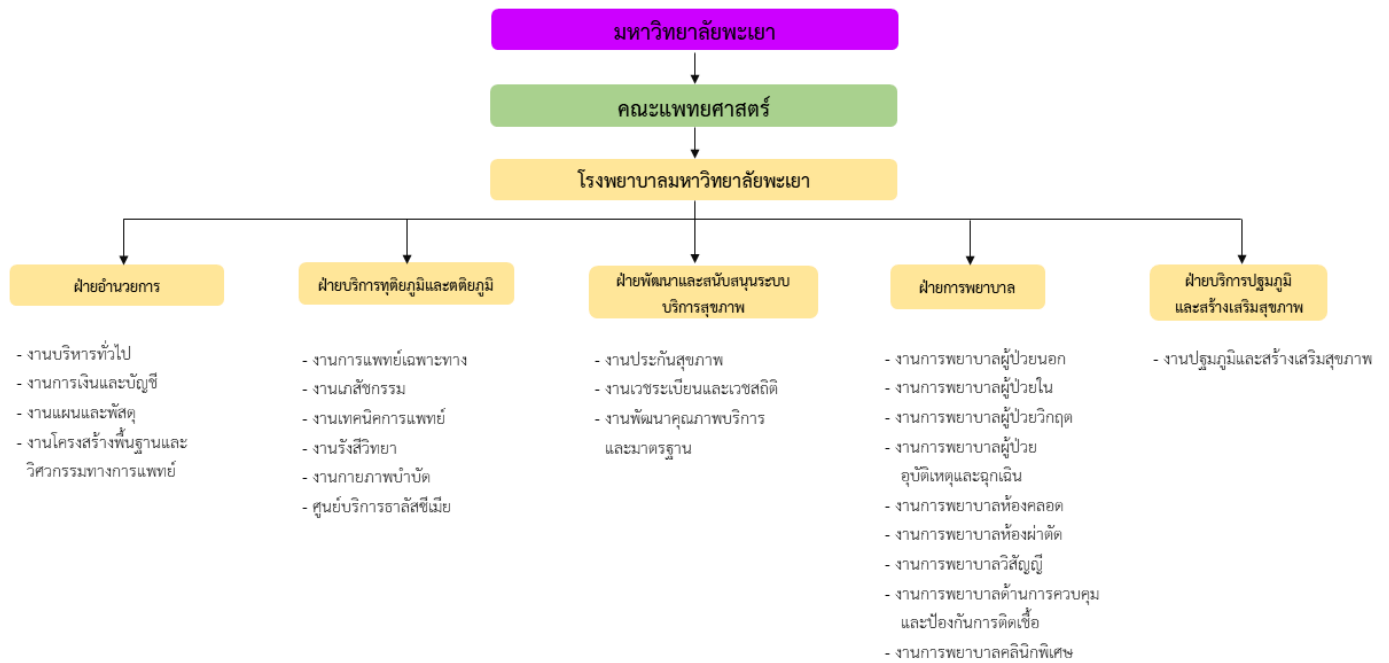 มหาวิทยาลัยพะเยา
คณะแพทยศาสตร์
โรงพยาบาลมหาวิทยาลัยพะเยา
ฝ่ายอำนวยการ
- งานบริหารทั่วไป
- งานการเงินและบัญชี
- งานแผนและพัสดุ
- งานโครงสร้างพื้นฐานและ
วิศวกรรมทางการแพทย์
ฝ่ายบริการทุติยภูมิและตติยภูมิ
- งานการแพทย์เฉพาะทาง
- งานเภสัชกรรม
- งานเทคนิคการแพทย์
- งานรังสีวิทยา
- งานกายภาพบำบัด
- ศูนย์บริการธาลัสซีเมีย
ฝ่ายพัฒนาและสนับสนุนระบบ
บริการสุขภาพ
- งานประกันสุขภาพ
- งานเวชระเบียนและเวชสถิติ
- งานพัฒนาคุณภาพบริการ
และมาตรฐาน
ฝ่ายการพยาบาล
- งานการพยาบาลผู้ป่วยนอก
- งานการพยาบาลผู้ป่วยใน
- งานการพยาบาลผู้ป่วยวิกฤต
- งานการพยาบาลผู้ป่วย
อุบัติเหตุและฉุกเฉิน
- งานการพยาบาลห้องคลอด
- งานการพยาบาลห้องผ่าตัด
- งานการพยาบาลวิสัญญี
- งานการพยาบาลด้านการควบคุม
และป้องกันการติดเชื้อ
- งานการพยาบาลคลินิกพิเศษ
ฝ่ายบริการปฐมภูมิ
และสร้างเสริมสุขภาพ
- งานปฐมภูมิและสร้างเสริมสุขภาพ